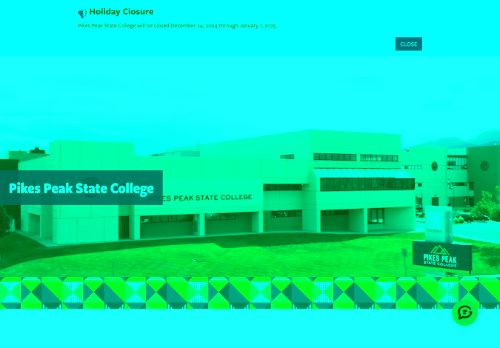 Holiday Closure
Pikes Peak State College will be closed December 24, 2024 through January 1, 2025.
CLOSE
Pikes Peak State College
KES PEAK STATE COLLEGE
PIKES PEAK
STATE COLLEGE